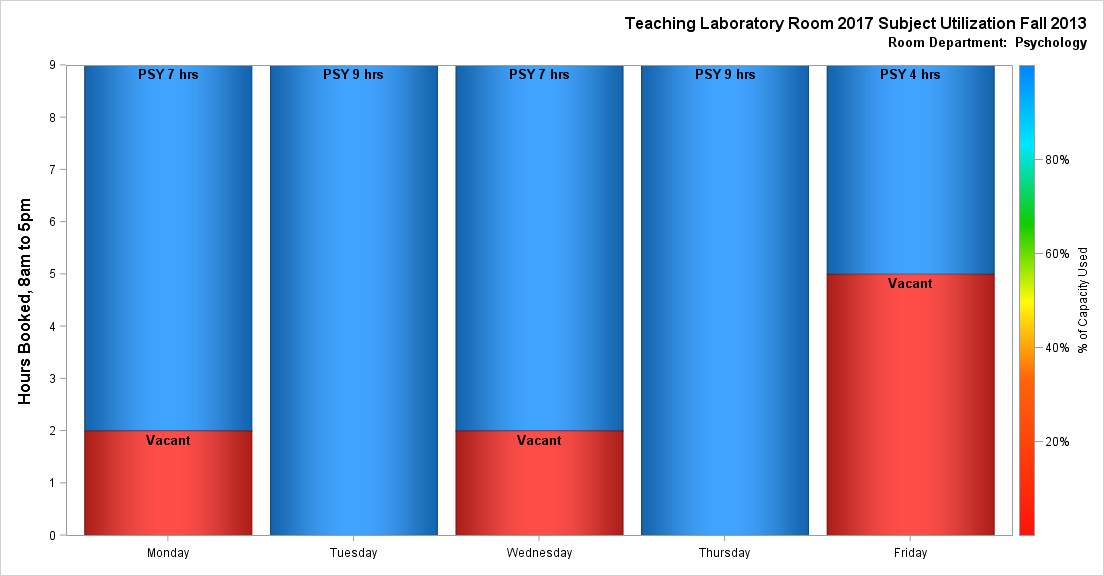 Teaching Laboratory Room 2017 Subject Utilization Fall 2013
Room Department:  Psychology
Hours Booked, 8am to 5pm
9
8
7
6
5
4
3
2
1
0
PSY 7 hrs
PSY 9 hrs
PSY 7 hrs
PSY 9 hrs
PSY 4 hrs
Vacant
Vacant
Vacant
Monday
Tuesday
Wednesday
Thursday
Friday
80%
60%
40%
20%
% of Capacity Used